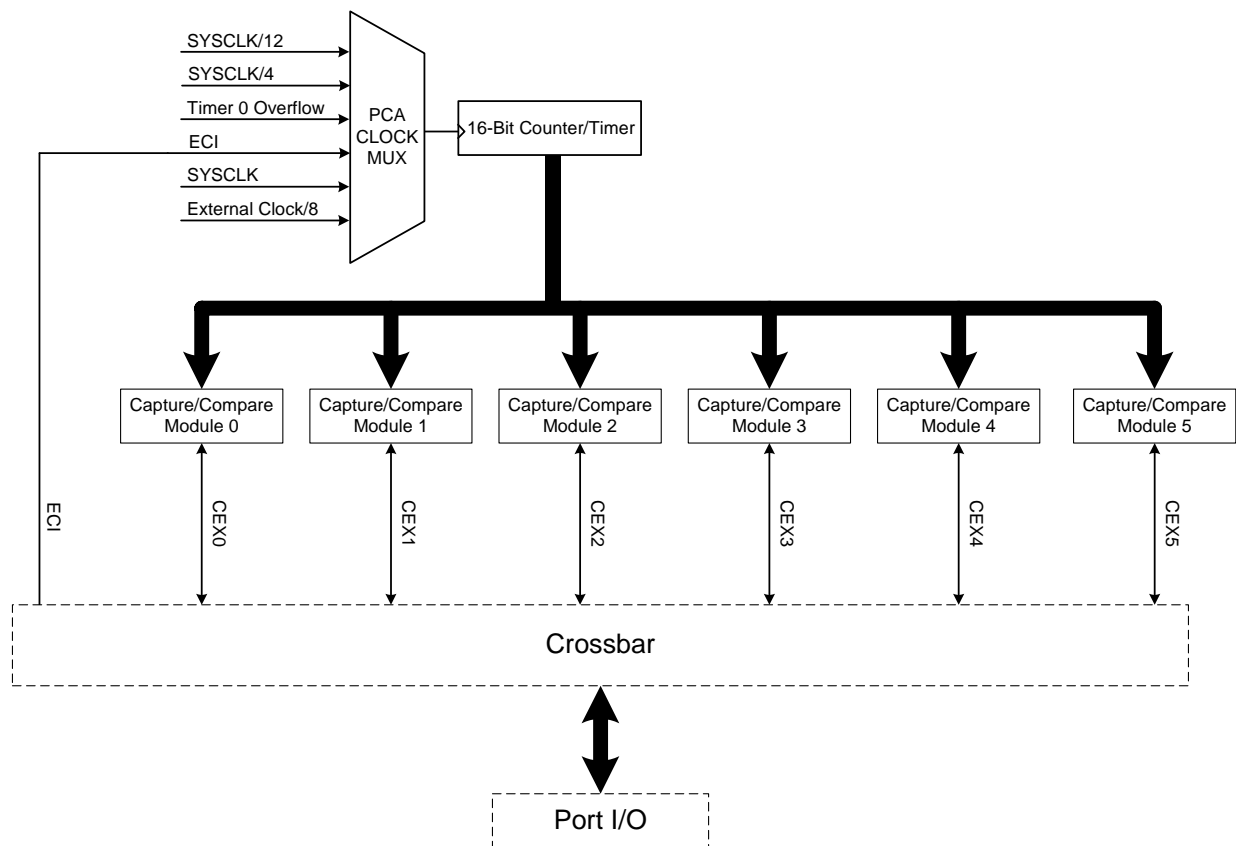 SYSCLK/12
SYSCLK/4
Timer 0 Overflow
ECI
SYSCLK
External Clock/8
PCA
CLOCK
MUX
16-Bit Counter/Timer
Capture/Compare
Module 0
Capture/Compare
Module 1
Capture/Compare
Module 2
Capture/Compare
Module 3
Capture/Compare
Module 4
Capture/Compare
Module 5
ECI
CEX0
CEX1
CEX2
CEX3
CEX4
CEX5
Crossbar
Port I/O